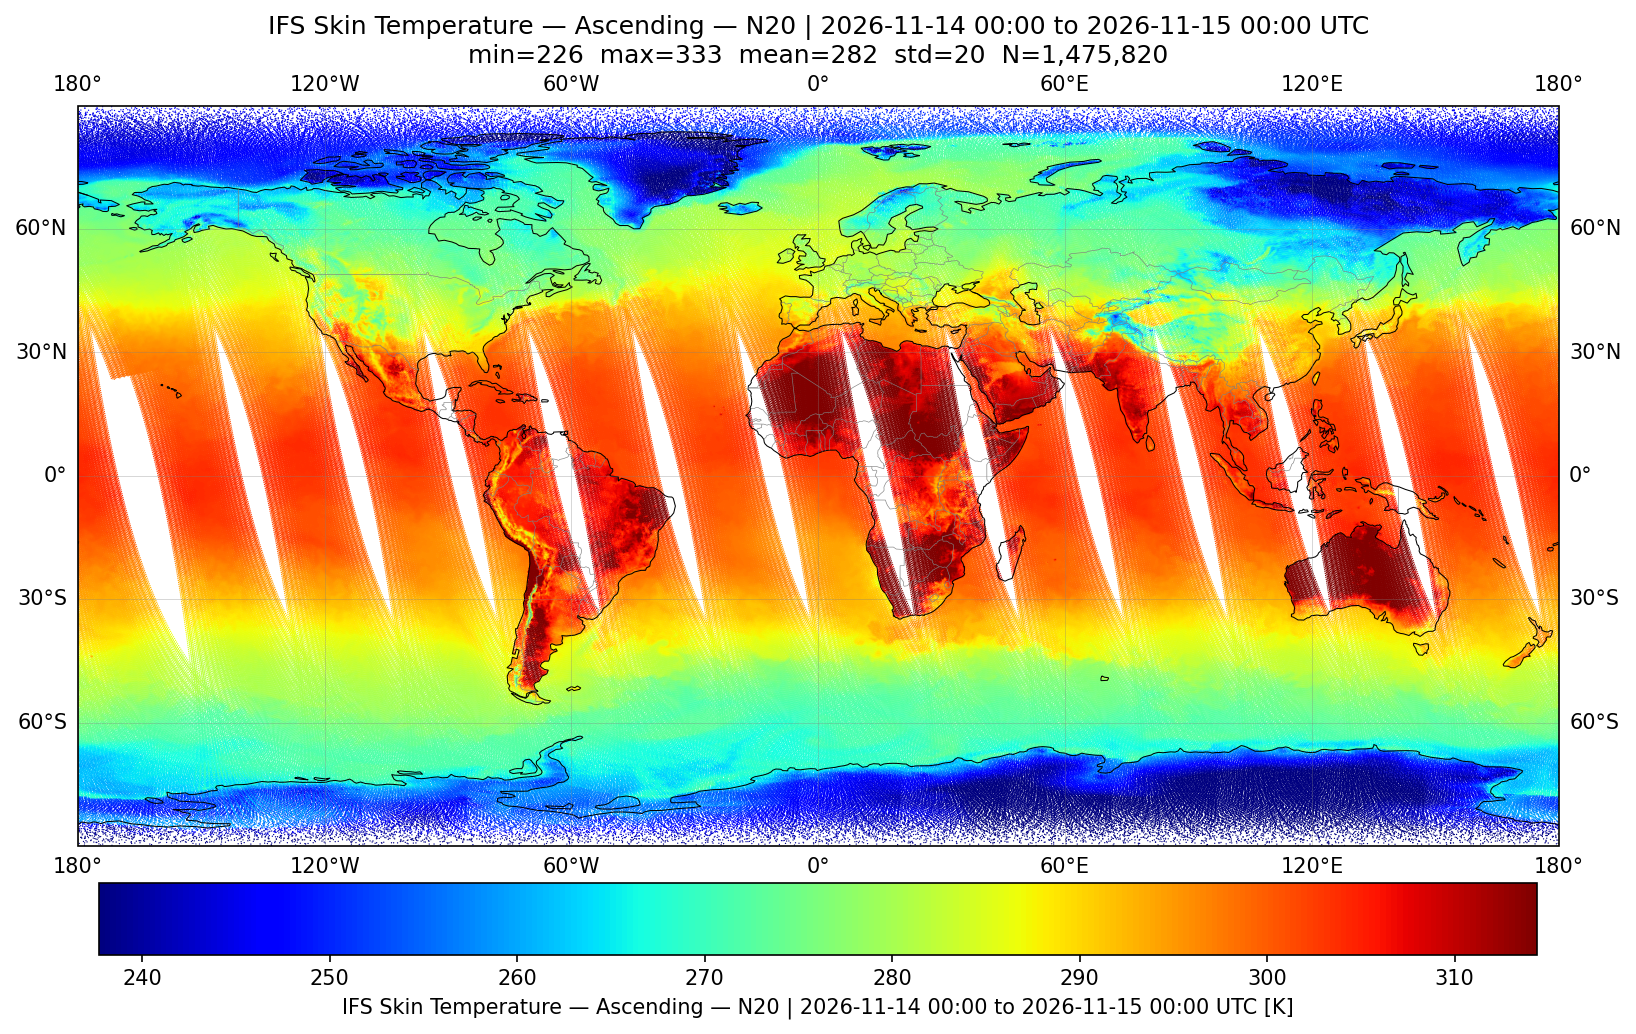 IFS Skin Temperature — Ascending — N20 | 2026-11-14 00:00 to 2026-11-15 00:00 UTC
min=226 max=333 mean=282 std=20 N=1,475,820
180° 120°W 60°W 0° 60°E 120°E 180°
60°N 60°N
30°N 30°N
0° 0°
30°S 30°S
60°S 60°S
180° 120°W 60°W 0° 60°E 120°E 180°
240 250 260 270 280 290 300 310
IFS Skin Temperature — Ascending — N20 | 2026-11-14 00:00 to 2026-11-15 00:00 UTC [K]